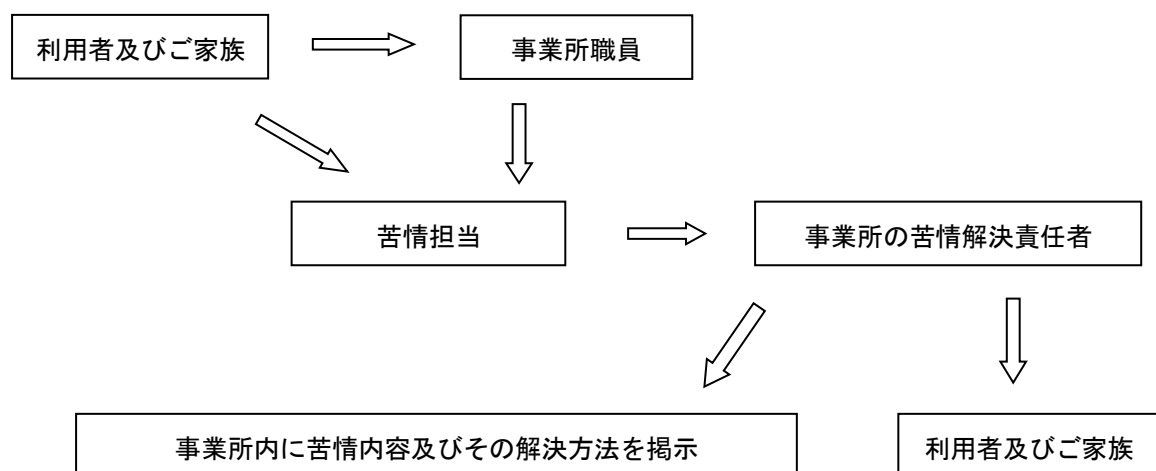 利用者及びご家族
事業所職員
苦情担当
事業所の苦情解決責任者
事業所内に苦情内容及びその解決方法を掲示
利用者及びご家族